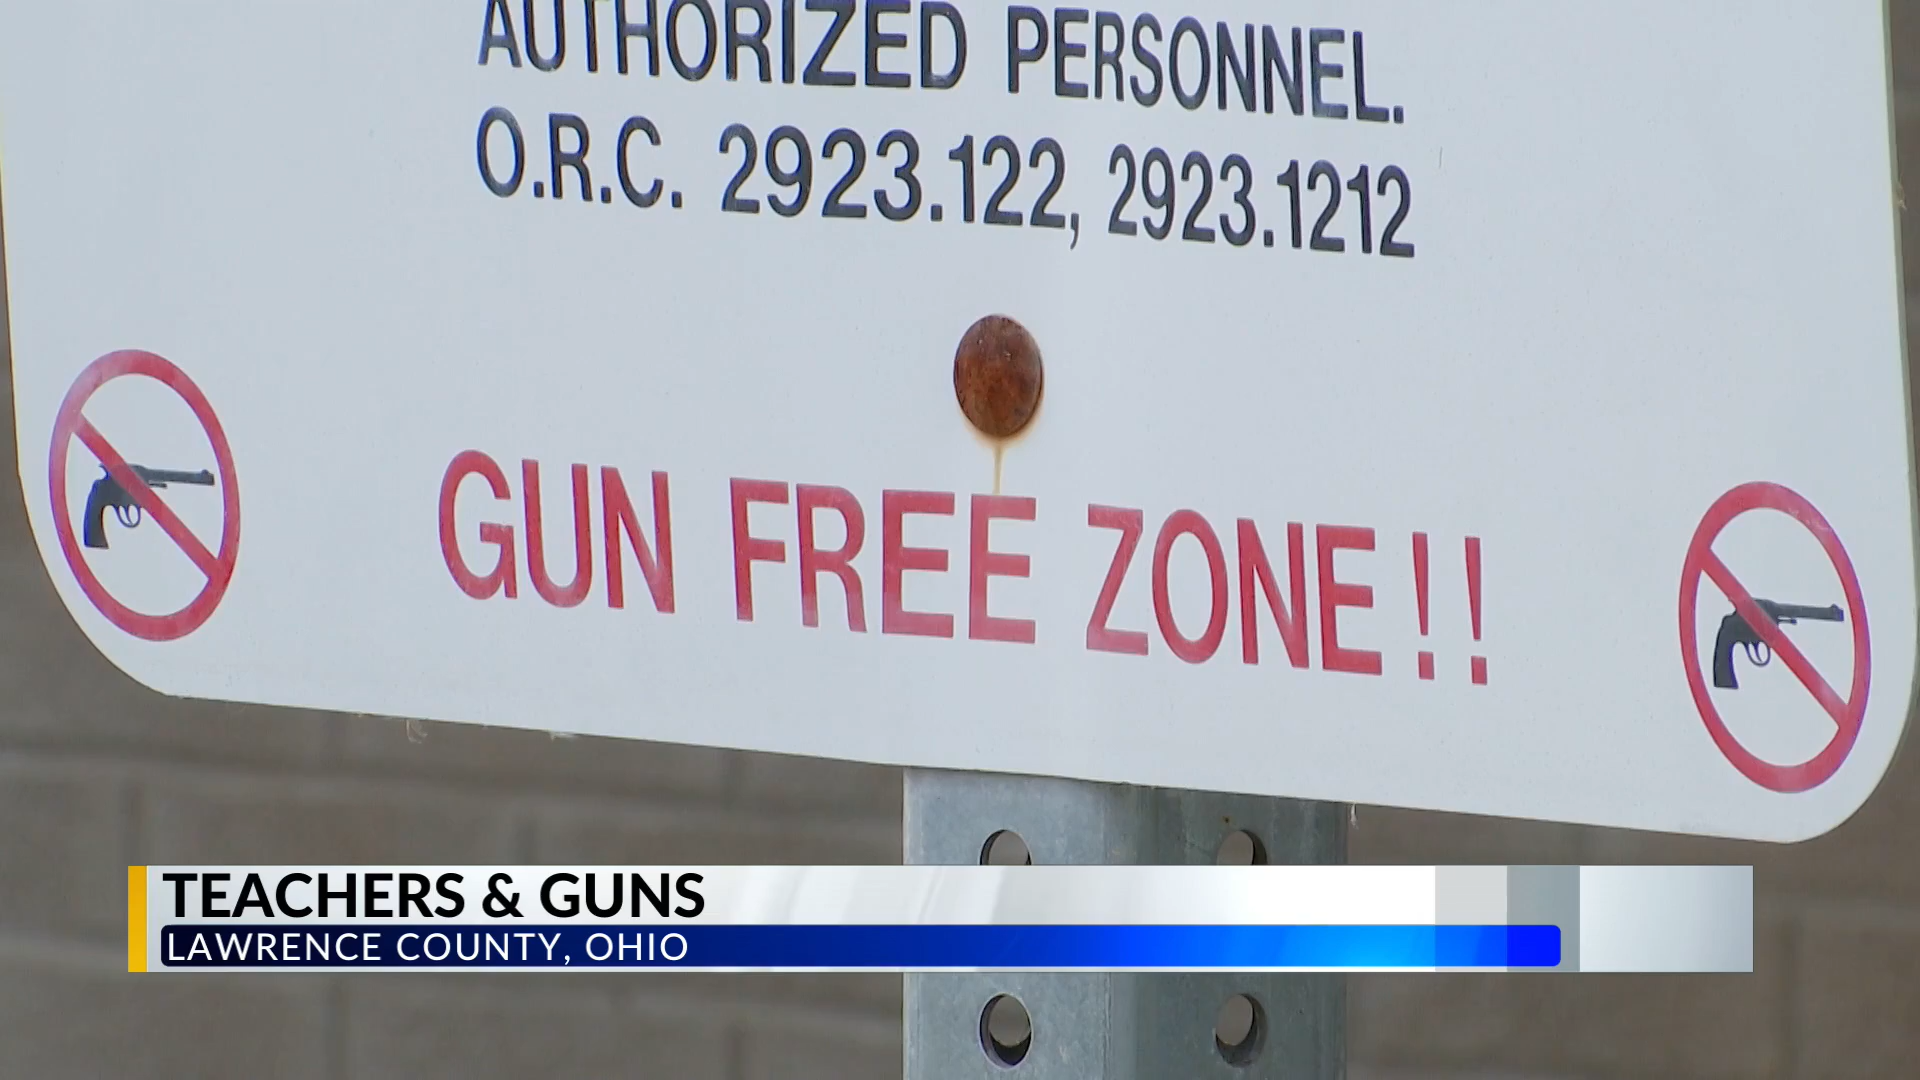 AUTHORIZED PERSONNEL.
O.R.C. 2923.122, 2923.1212
GUN FREE ZONE!!
TEACHERS & GUNS
LAWRENCE COUNTY, OHIO